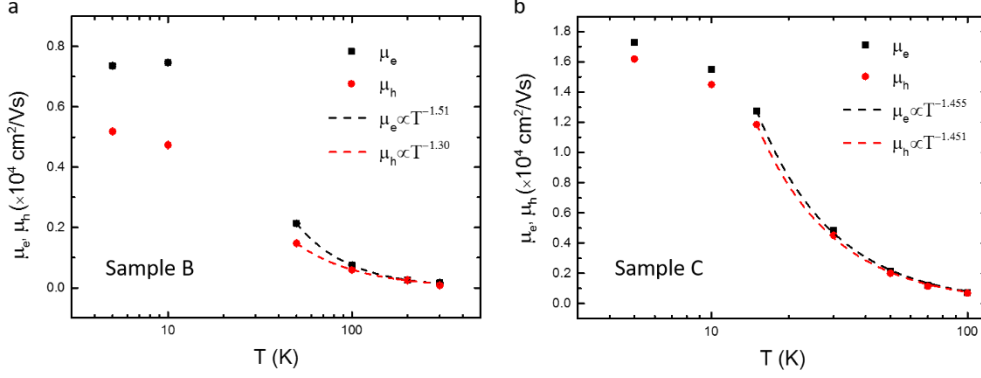 a
0.8
0.6
0.4
0.2
0.0
10
100
μe, μh (×10⁴ cm²/Vs)
T (K)
μe
μh
μe∝T⁻¹·⁵¹
μh∝T⁻¹·³⁰
Sample B
b
1.8
1.6
1.4
1.2
1.0
0.8
0.6
0.4
0.2
0.0
10
100
μe, μh (×10⁴ cm²/Vs)
T (K)
μe
μh
μe∝T⁻¹·⁴⁵⁵
μh∝T⁻¹·⁴⁵¹
Sample C